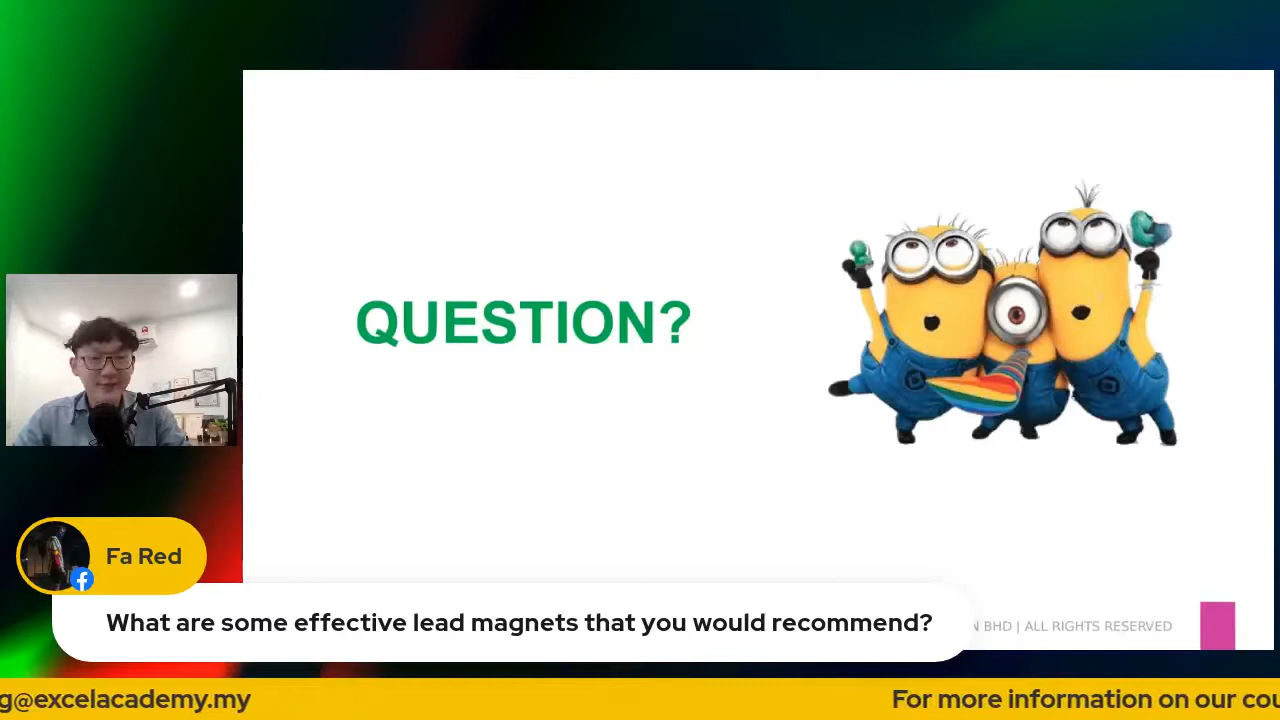 QUESTION?
Fa Red
What are some effective lead magnets that you would recommend?
N BHD | ALL RIGHTS RESERVED
g@excelacademy.my
For more information on our cou